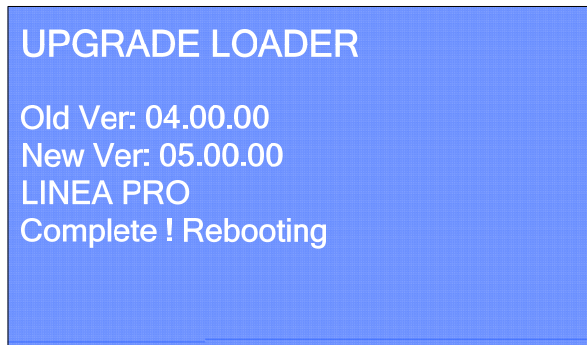 UPGRADE LOADER
Old Ver: 04.00.00
New Ver: 05.00.00
LINEA PRO
Complete ! Rebooting